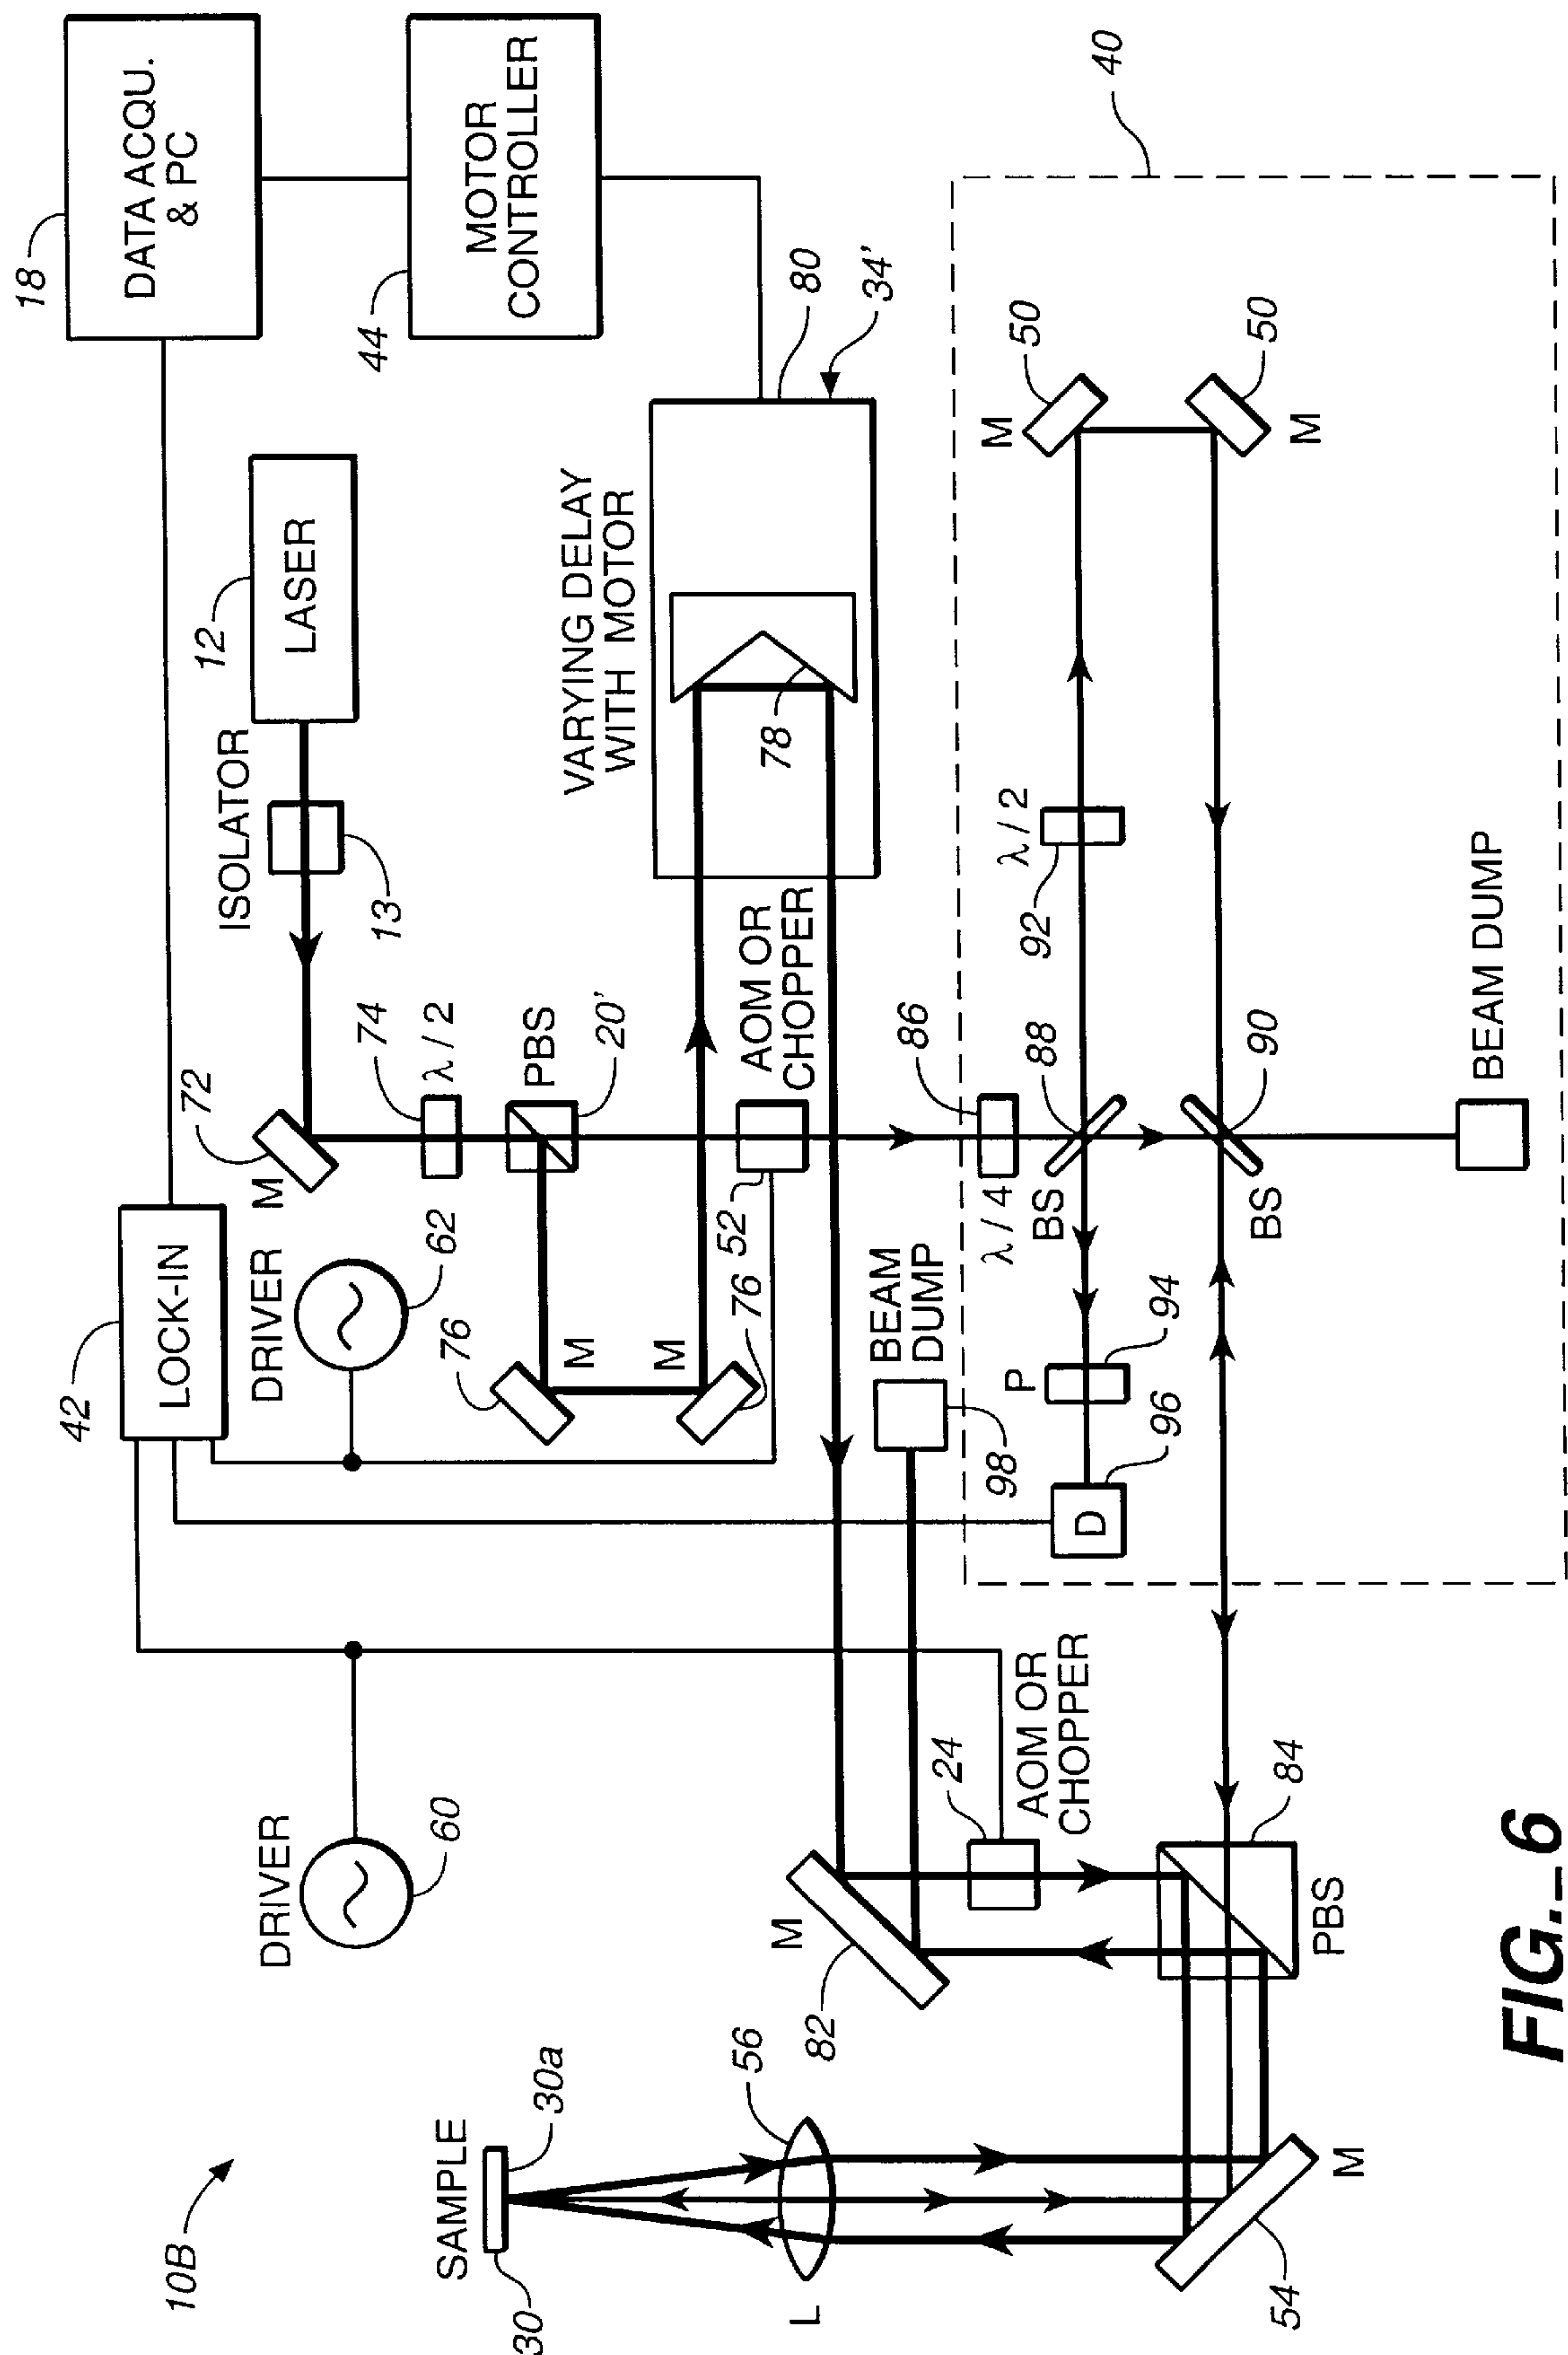 10B
SAMPLE
30
30a
L
56
54
M
DRIVER
60
M
82
24
AOM OR
CHOPPER
84
PBS
42
LOCK-IN
DRIVER
62
76
M
M
76
BEAM
DUMP
98
72
M
74
λ/2
PBS
20'
52
AOM OR
CHOPPER
ISOLATOR
13
12
LASER
18
DATA ACQU.
& PC
44
MOTOR
CONTROLLER
VARYING DELAY
WITH MOTOR
78
80
34'
40
86
λ/4
BS
88
λ/2
92
M
50
50
M
P
94
96
D
BS
90
BEAM DUMP
FIG._6